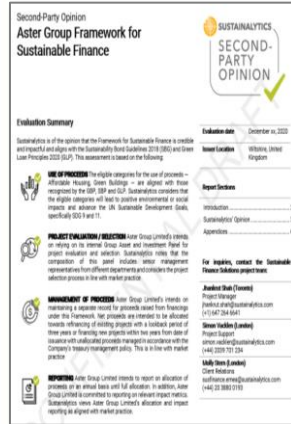 Second-Party Opinion
Aster Group Framework for
Sustainable Finance
SUSTAINALYTICS
SECOND-
PARTY
OPINION
Evaluation Summary
Sustainalytics is of the opinion that the Framework for Sustainable Finance is credible
and impactful and aligns with the Sustainability Bond Guidelines 2018 (SBG) and Green
Loan Principles 2020 (GLP). This assessment is based on the following:
USE OF PROCEEDS The eligible categories for the use of proceeds –
Affordable Housing, Green Buildings – are aligned with those
recognized by the GBP, SBP and GLP. Sustainalytics considers that
the eligible categories will lead to positive environmental or social
impacts and advance the UN Sustainable Development Goals,
specifically SDG 9 and 11.
PROJECT EVALUATION / SELECTION Aster Group Limited's intends
on relying on its internal Group Asset and Investment Panel for
project evaluation and selection. Sustainalytics notes that the
composition of this panel includes senior management
representatives from different departments and considers the project
selection process in line with market practice.
MANAGEMENT OF PROCEEDS Aster Group Limited's intends on
maintaining a separate record for proceeds raised from financings
under this Framework. Net proceeds are intended to be allocated
towards refinancing of existing projects with a lookback period of
three years or financing new projects within two years from date of
issuance with unallocated proceeds managed in accordance with the
Company's treasury management policy. This is in line with market
practice
REPORTING Aster Group Limited intends to report on allocation of
proceeds on an annual basis until full allocation. In addition, Aster
Group Limited is committing to reporting on relevant impact metrics.
Sustainalytics views Aster Group Limited's allocation and impact
reporting as aligned with market practice.
Evaluation date December xx, 2020
Issuer Location Wiltshire, United
Kingdom
Report Sections
Introduction
Sustainalytics' Opinion
Appendices
For inquiries, contact the Sustainable
Finance Solutions project team:
Project Manager
Project Support
Client Relations